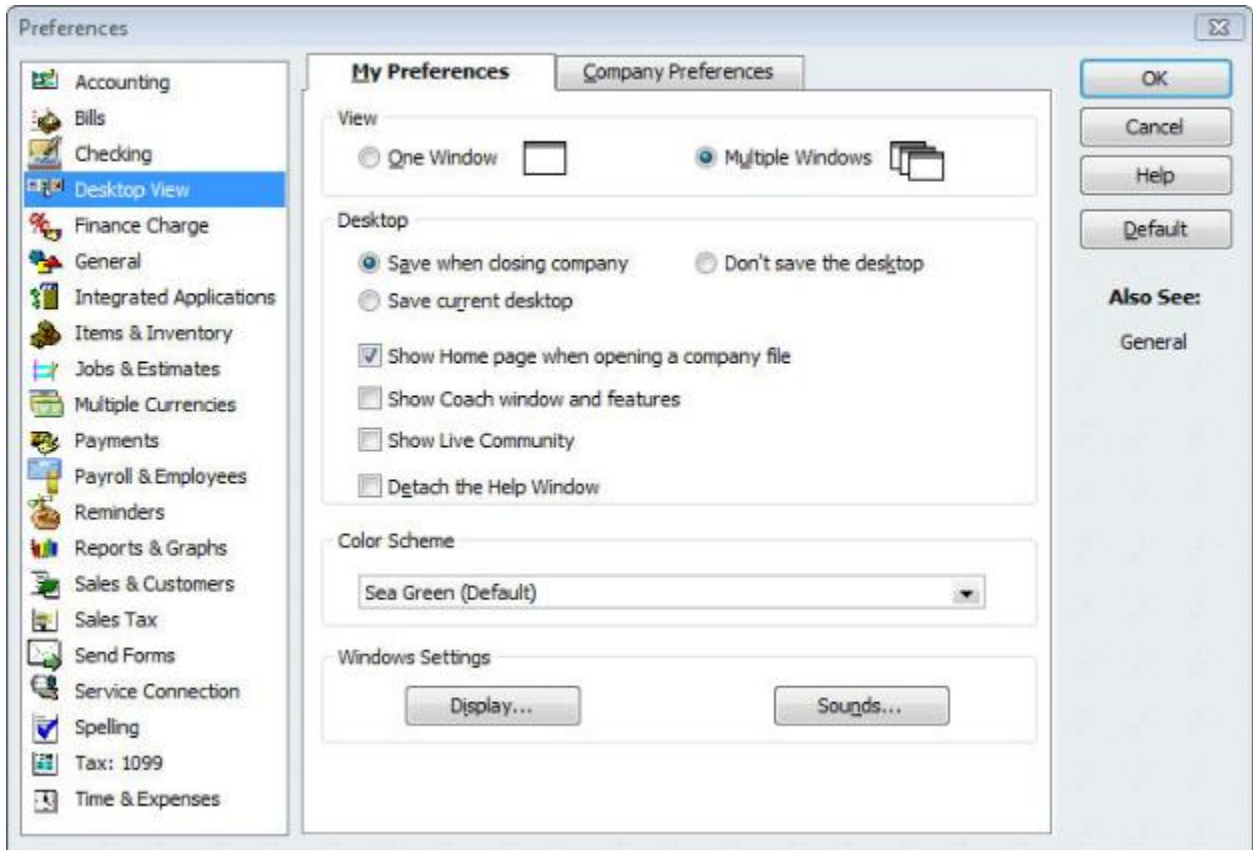 Preferences
Accounting
Bills
Checking
Desktop View
Finance Charge
General
Integrated Applications
Items & Inventory
Jobs & Estimates
Multiple Currencies
Payments
Payroll & Employees
Reminders
Reports & Graphs
Sales & Customers
Sales Tax
Send Forms
Service Connection
Spelling
Tax: 1099
Time & Expenses
My Preferences Company Preferences
View
One Window Multiple Windows
Desktop
Save when closing company Don't save the desktop
Save current desktop
Show Home page when opening a company file
Show Coach window and features
Show Live Community
Detach the Help Window
Color Scheme
Sea Green (Default)
Windows Settings
Display... Sounds...
OK
Cancel
Help
Default
Also See:
General